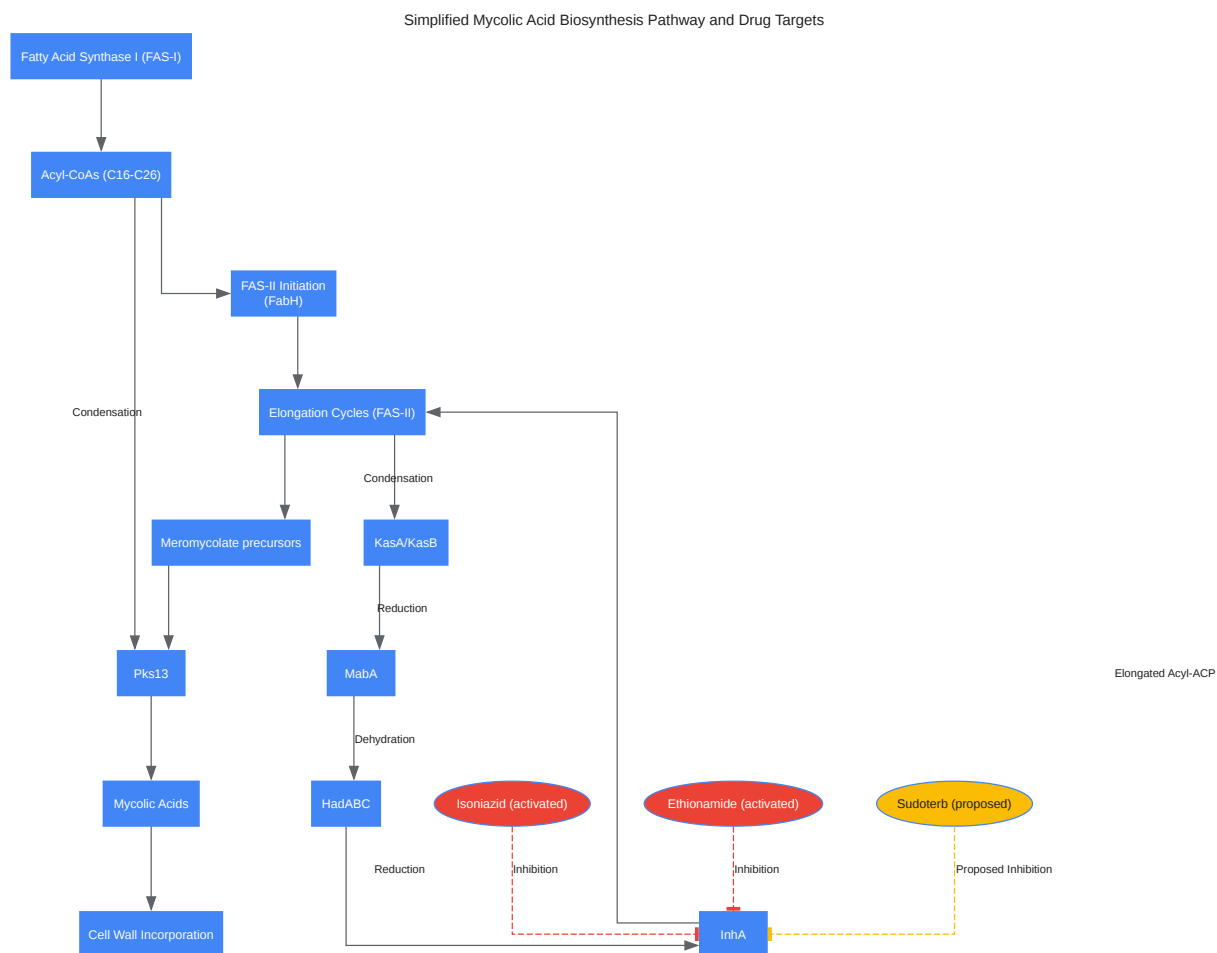 Simplified Mycolic Acid Biosynthesis Pathway and Drug Targets
Fatty Acid Synthase I (FAS-I)
Acyl-CoAs (C16-C26)
FAS-II Initiation
(FabH)
Condensation
Elongation Cycles (FAS-II)
Condensation
Meromycolate precursors
KasA/KasB
Reduction
Pks13
MabA
Elongated Acyl-ACP
Dehydration
Mycolic Acids
HadABC
Isoniazid (activated)
Ethionamide (activated)
Sudoterb (proposed)
Reduction
Inhibition
Inhibition
Proposed Inhibition
Cell Wall Incorporation
InhA